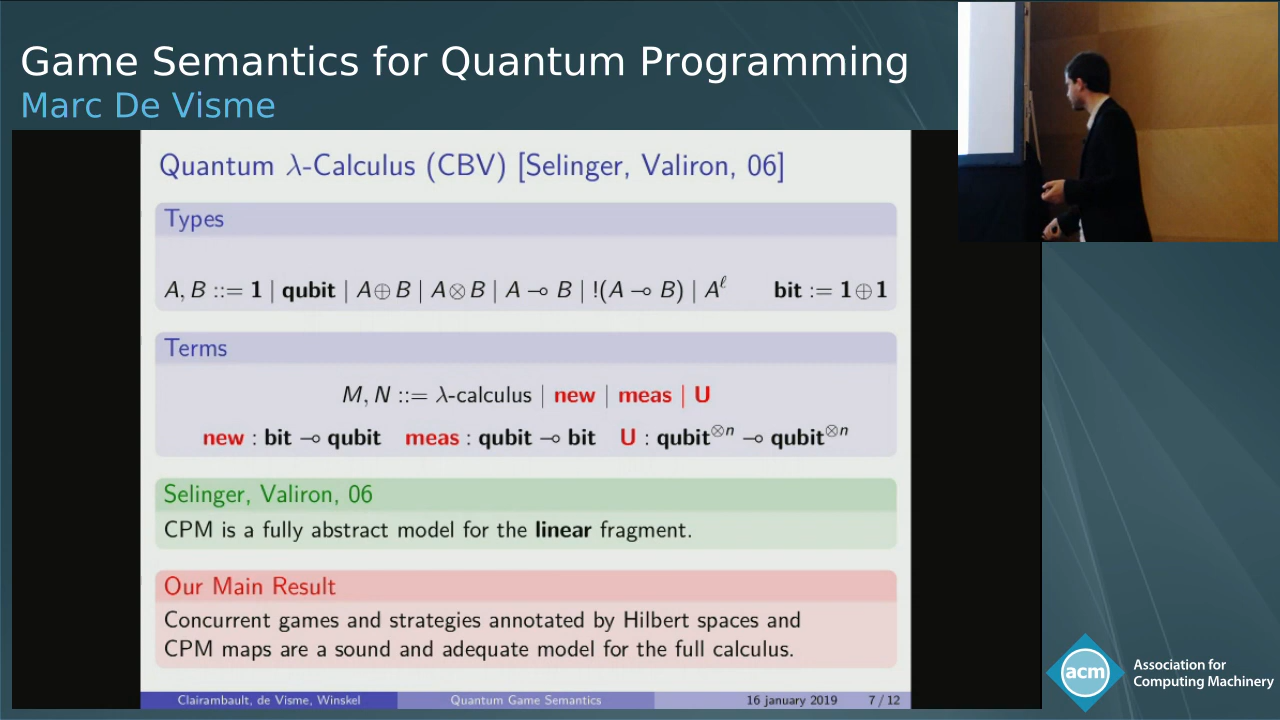 Game Semantics for Quantum Programming
Marc De Visme
Quantum λ-Calculus (CBV) [Selinger, Valiron, 06]
Types
A, B ::= 1 | qubit | A⊕B | A⊗B | A ⊸ B | !(A ⊸ B) | A^ℓ bit := 1⊕1
Terms
M, N ::= λ-calculus | new | meas | U
new : bit ⊸ qubit meas : qubit ⊸ bit U : qubit^⊗n ⊸ qubit^⊗n
Selinger, Valiron, 06
CPM is a fully abstract model for the linear fragment.
Our Main Result
Concurrent games and strategies annotated by Hilbert spaces and
CPM maps are a sound and adequate model for the full calculus.
Clairambault, de Visme, Winskel Quantum Game Semantics 16 january 2019 7 / 12
acm
Association for
Computing Machinery